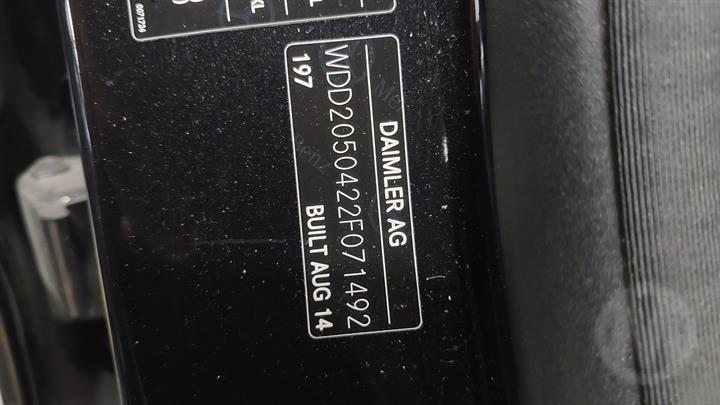 DAIMLER AG
WDD2050422F071492
197 BUILT AUG 14